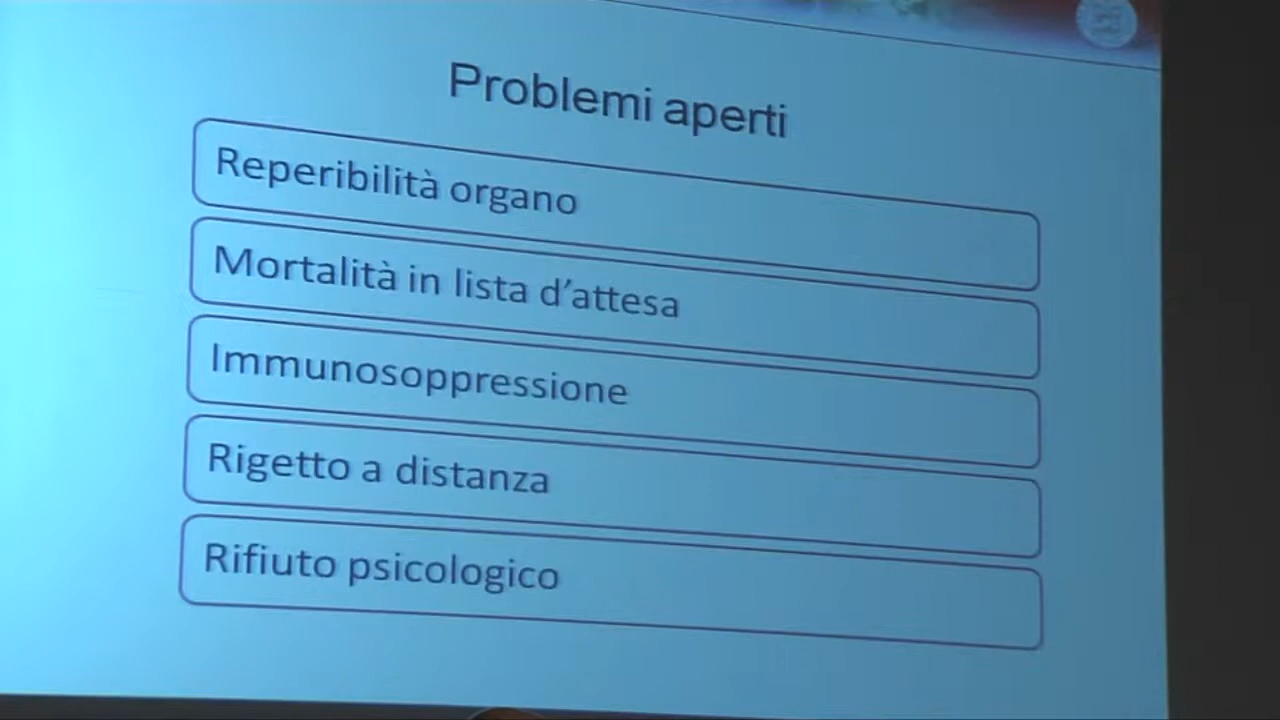 Problemi aperti
Reperibilità organo
Mortalità in lista d'attesa
Immunosoppressione
Rigetto a distanza
Rifiuto psicologico